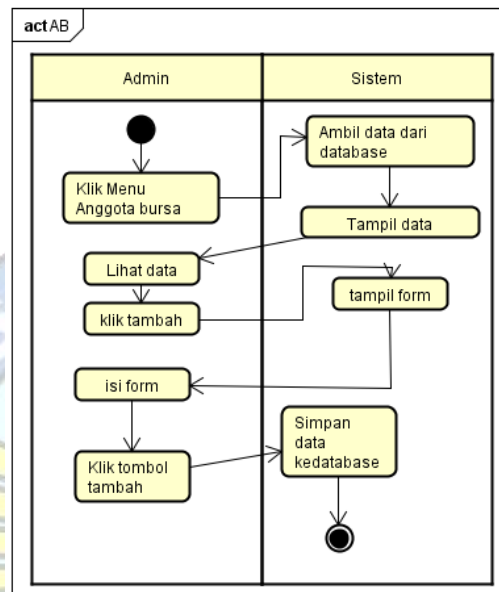 act AB
Admin
Sistem
Klik Menu
Anggota bursa
Ambil data dari
database
Tampil data
Lihat data
klik tambah
tampil form
isi form
Klik tombol
tambah
Simpan
data
kedatabase